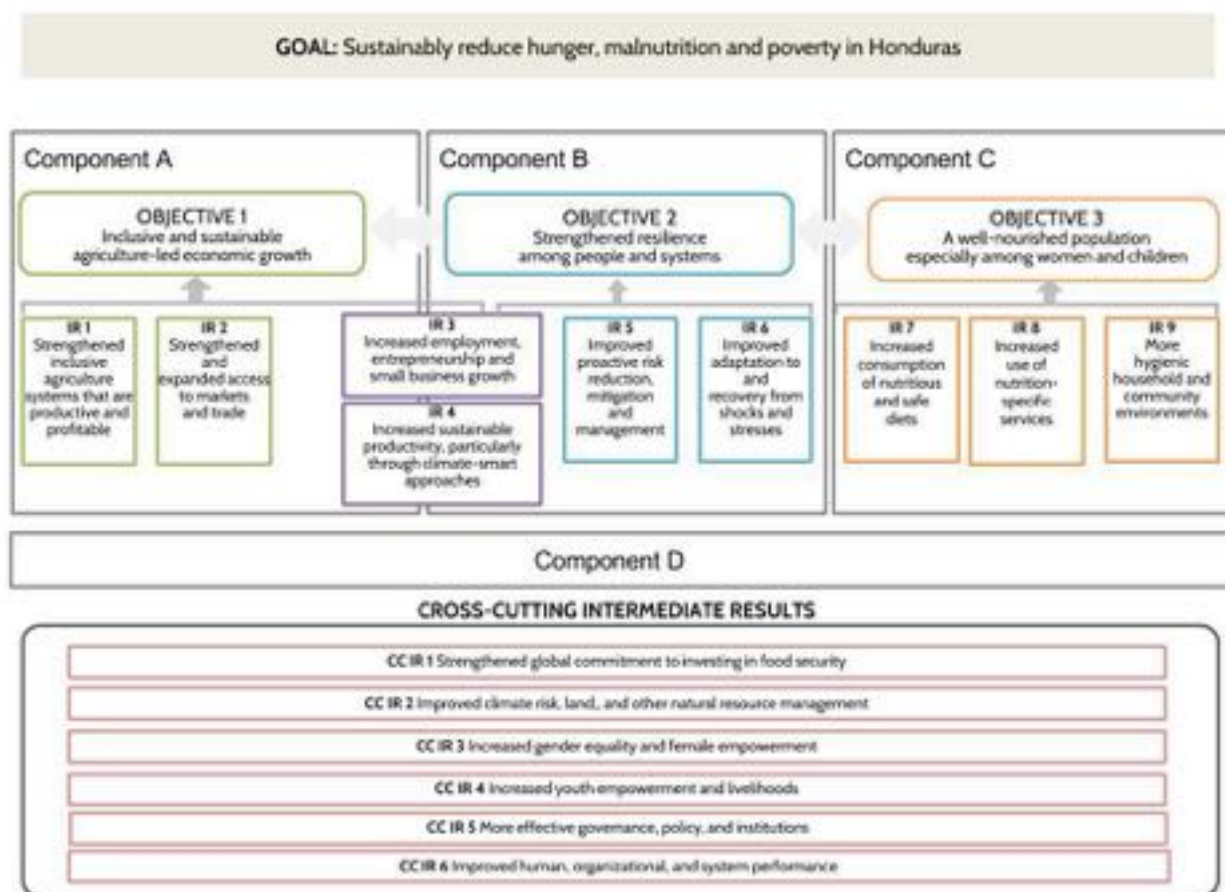 GOAL: Sustainably reduce hunger, malnutrition and poverty in Honduras
Component A
OBJECTIVE 1
Inclusive and sustainable
agriculture-led economic growth
IR 1
Strengthened
inclusive
agriculture
systems that are
productive and
profitable
IR 2
Strengthened
and
expanded access
to markets
and trade
IR 3
Increased employment,
entrepreneurship and
small business growth
IR 4
Increased sustainable
productivity, particularly
through climate-smart
approaches
Component B
OBJECTIVE 2
Strengthened resilience
among people and systems
IR 5
Improved
proactive risk
reduction,
mitigation
and
management
IR 6
Improved
adaptation to
and
recovery from
shocks and
stresses
Component C
OBJECTIVE 3
A well-nourished population
especially among women and children
IR 7
Increased
consumption
of nutritious
and safe
diets
IR 8
Increased
use of
nutrition-
specific
services
IR 9
More
hygienic
household and
community
environments
Component D
CROSS-CUTTING INTERMEDIATE RESULTS
CC IR 1 Strengthened global commitment to investing in food security
CC IR 2 Improved climate risk, land, and other natural resource management
CC IR 3 Increased gender equality and female empowerment
CC IR 4 Increased youth empowerment and livelihoods
CC IR 5 More effective governance, policy, and institutions
CC IR 6 Improved human, organizational, and system performance